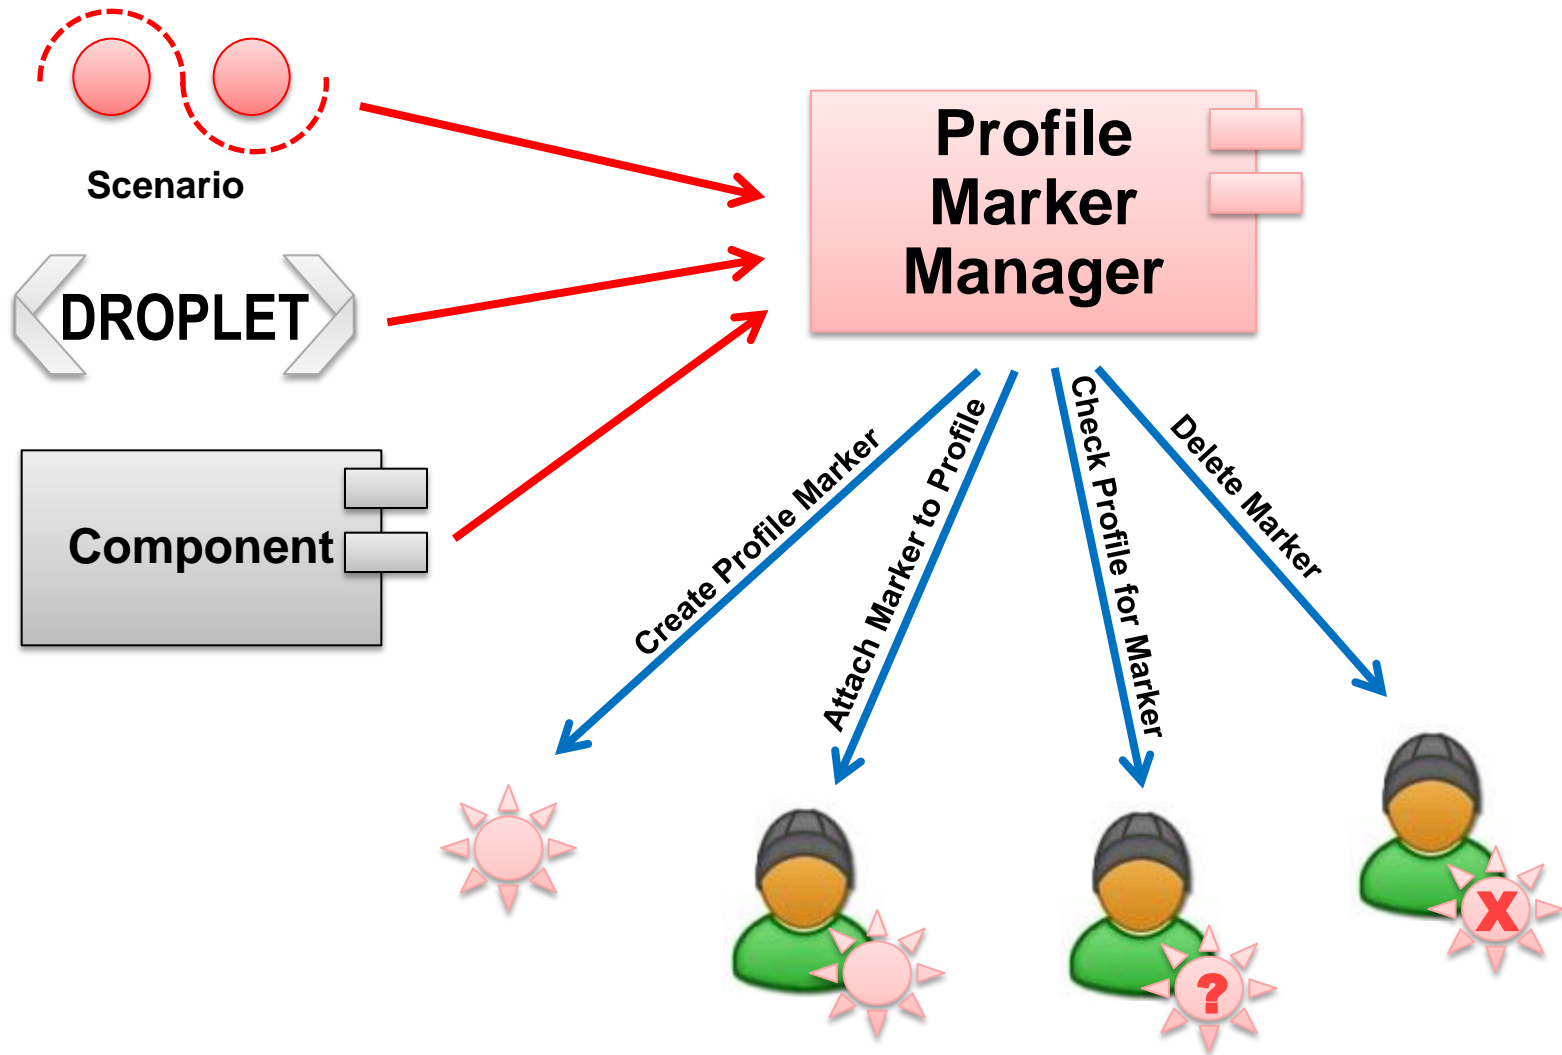 Scenario
DROPLET
Component
Profile
Marker
Manager
Create Profile Marker
Attach Marker to Profile
Check Profile for Marker
Delete Marker
?
X